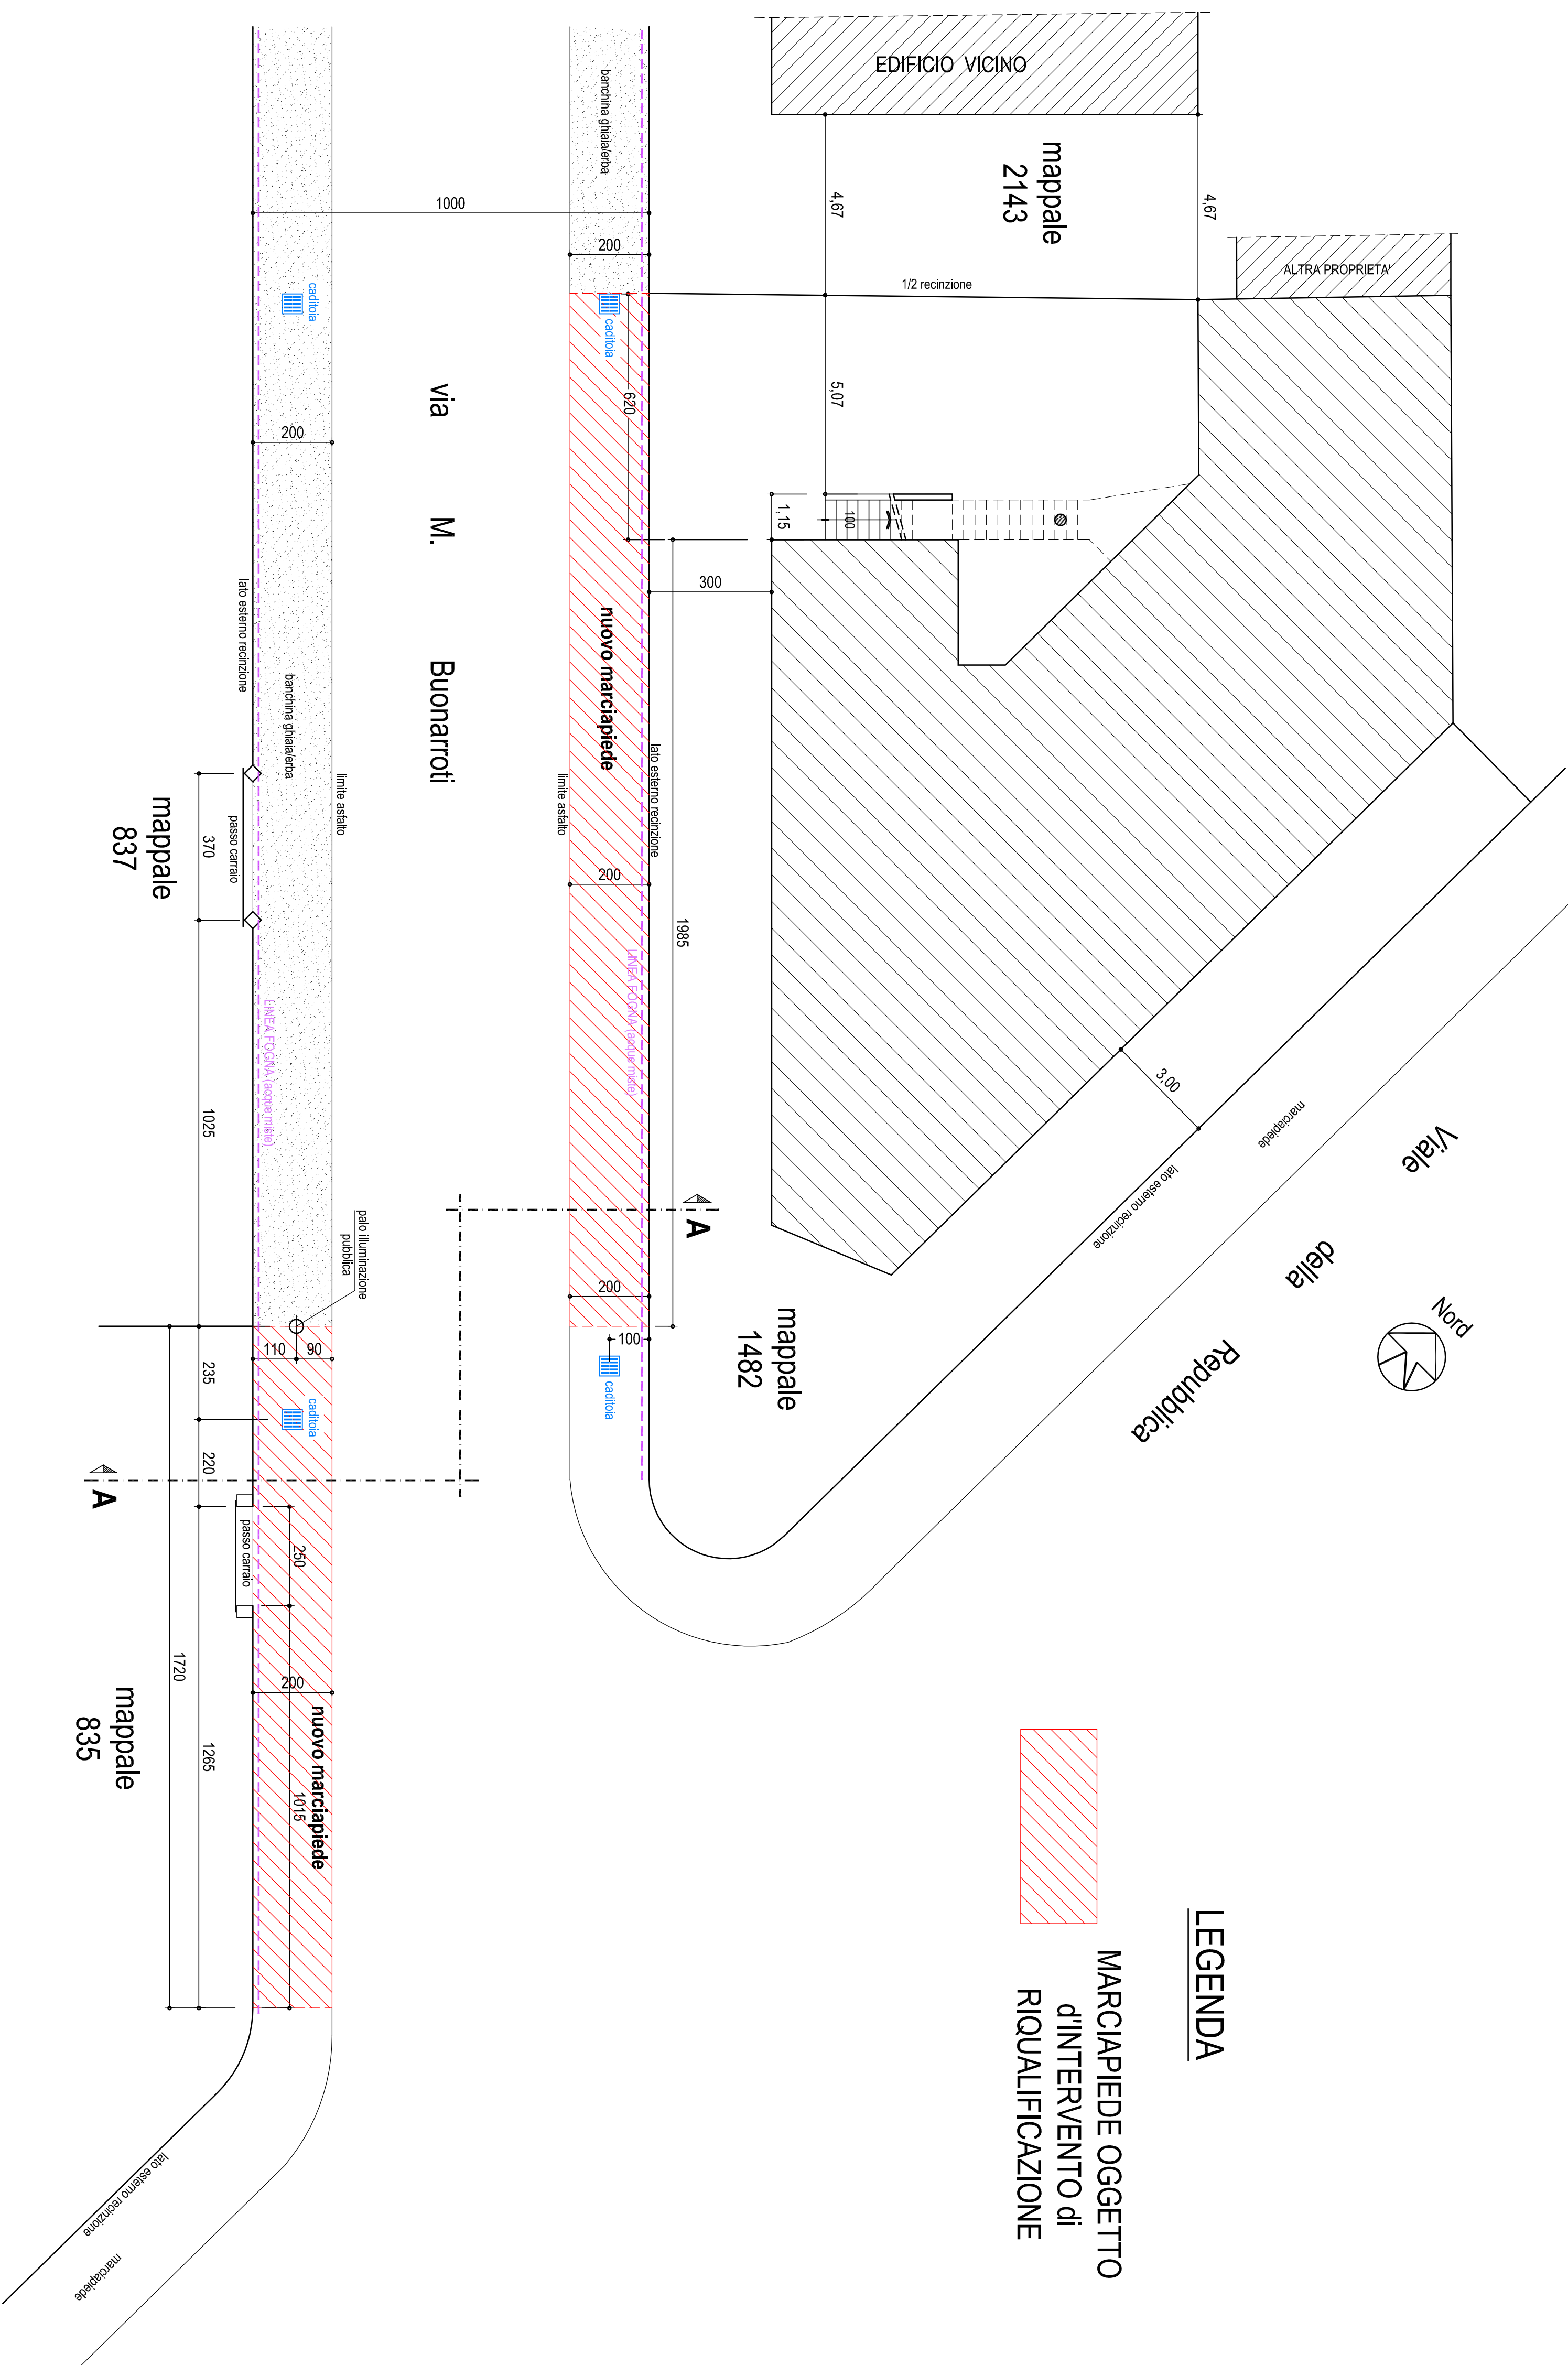 EDIFICIO VICINO
banchina ghiaia/erba
mappale
2143
4,67
4,67
1000
200
ALTRA PROPRIETA'
1/2 recinzione
caditoia
caditoia
620
5,07
200
via M. Buonarroti
1,15
100
300
lato esterno recinzione
nuovo marciapiede
banchina ghiaia/erba
lato esterno recinzione
limite asfalto
limite asfalto
mappale
837
370
passo carraio
200
1985
LINEA FOGNA (acque miste)
LINEA FOGNA (acque miste)
1025
3,00
marciapiede
lato esterno recinzione
Viale della Repubblica
Nord
A
palo illuminazione
pubblica
200
100
caditoia
mappale
1482
110
90
235
caditoia
220
A
passo carraio
250
1720
200
nuovo marciapiede
1015
1265
mappale
835
lato esterno recinzione
marciapiede
LEGENDA
MARCIAPIEDE OGGETTO
d'INTERVENTO di
RIQUALIFICAZIONE